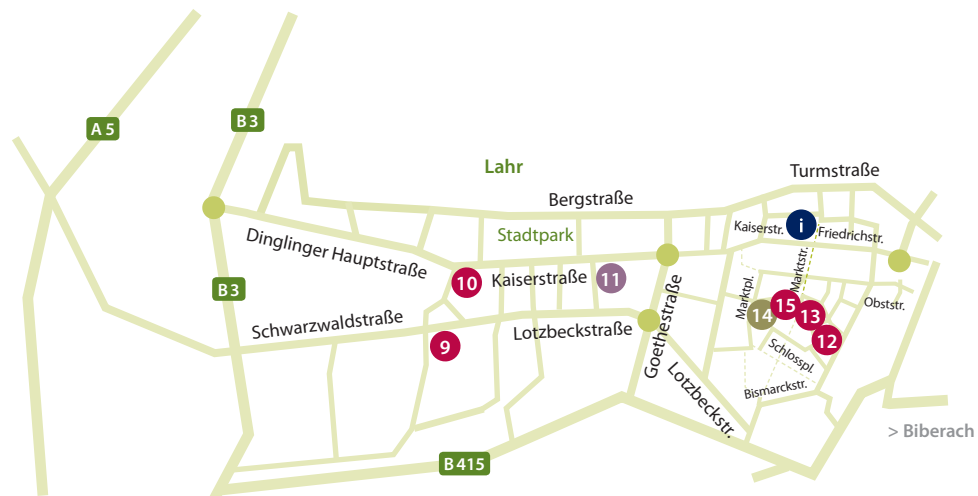 A 5
B 3
Lahr
Turmstraße
Bergstraße
Kaiserstr.
i
Friedrichstr.
Dinglinger Hauptstraße
Stadtpark
Marktstr.
B 3
10
Kaiserstraße
11
Marktpl.
15
14
13
Obststr.
Schwarzwaldstraße
Lotzbeckstraße
Goethestraße
12
9
Schlosspl.
Lotzbeckstr.
Bismarckstr.
> Biberach
B 415